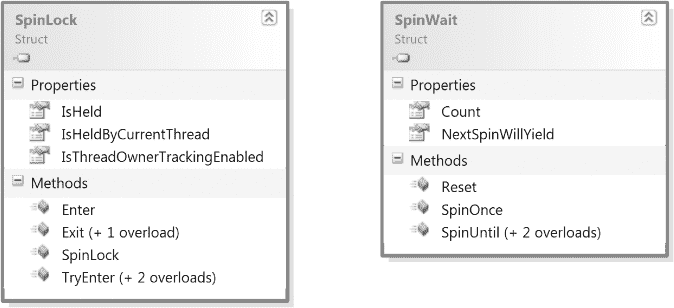 SpinLock
Struct
Properties
IsHeld
IsHeldByCurrentThread
IsThreadOwnerTrackingEnabled
Methods
Enter
Exit (+ 1 overload)
SpinLock
TryEnter (+ 2 overloads)
SpinWait
Struct
Properties
Count
NextSpinWillYield
Methods
Reset
SpinOnce
SpinUntil (+ 2 overloads)